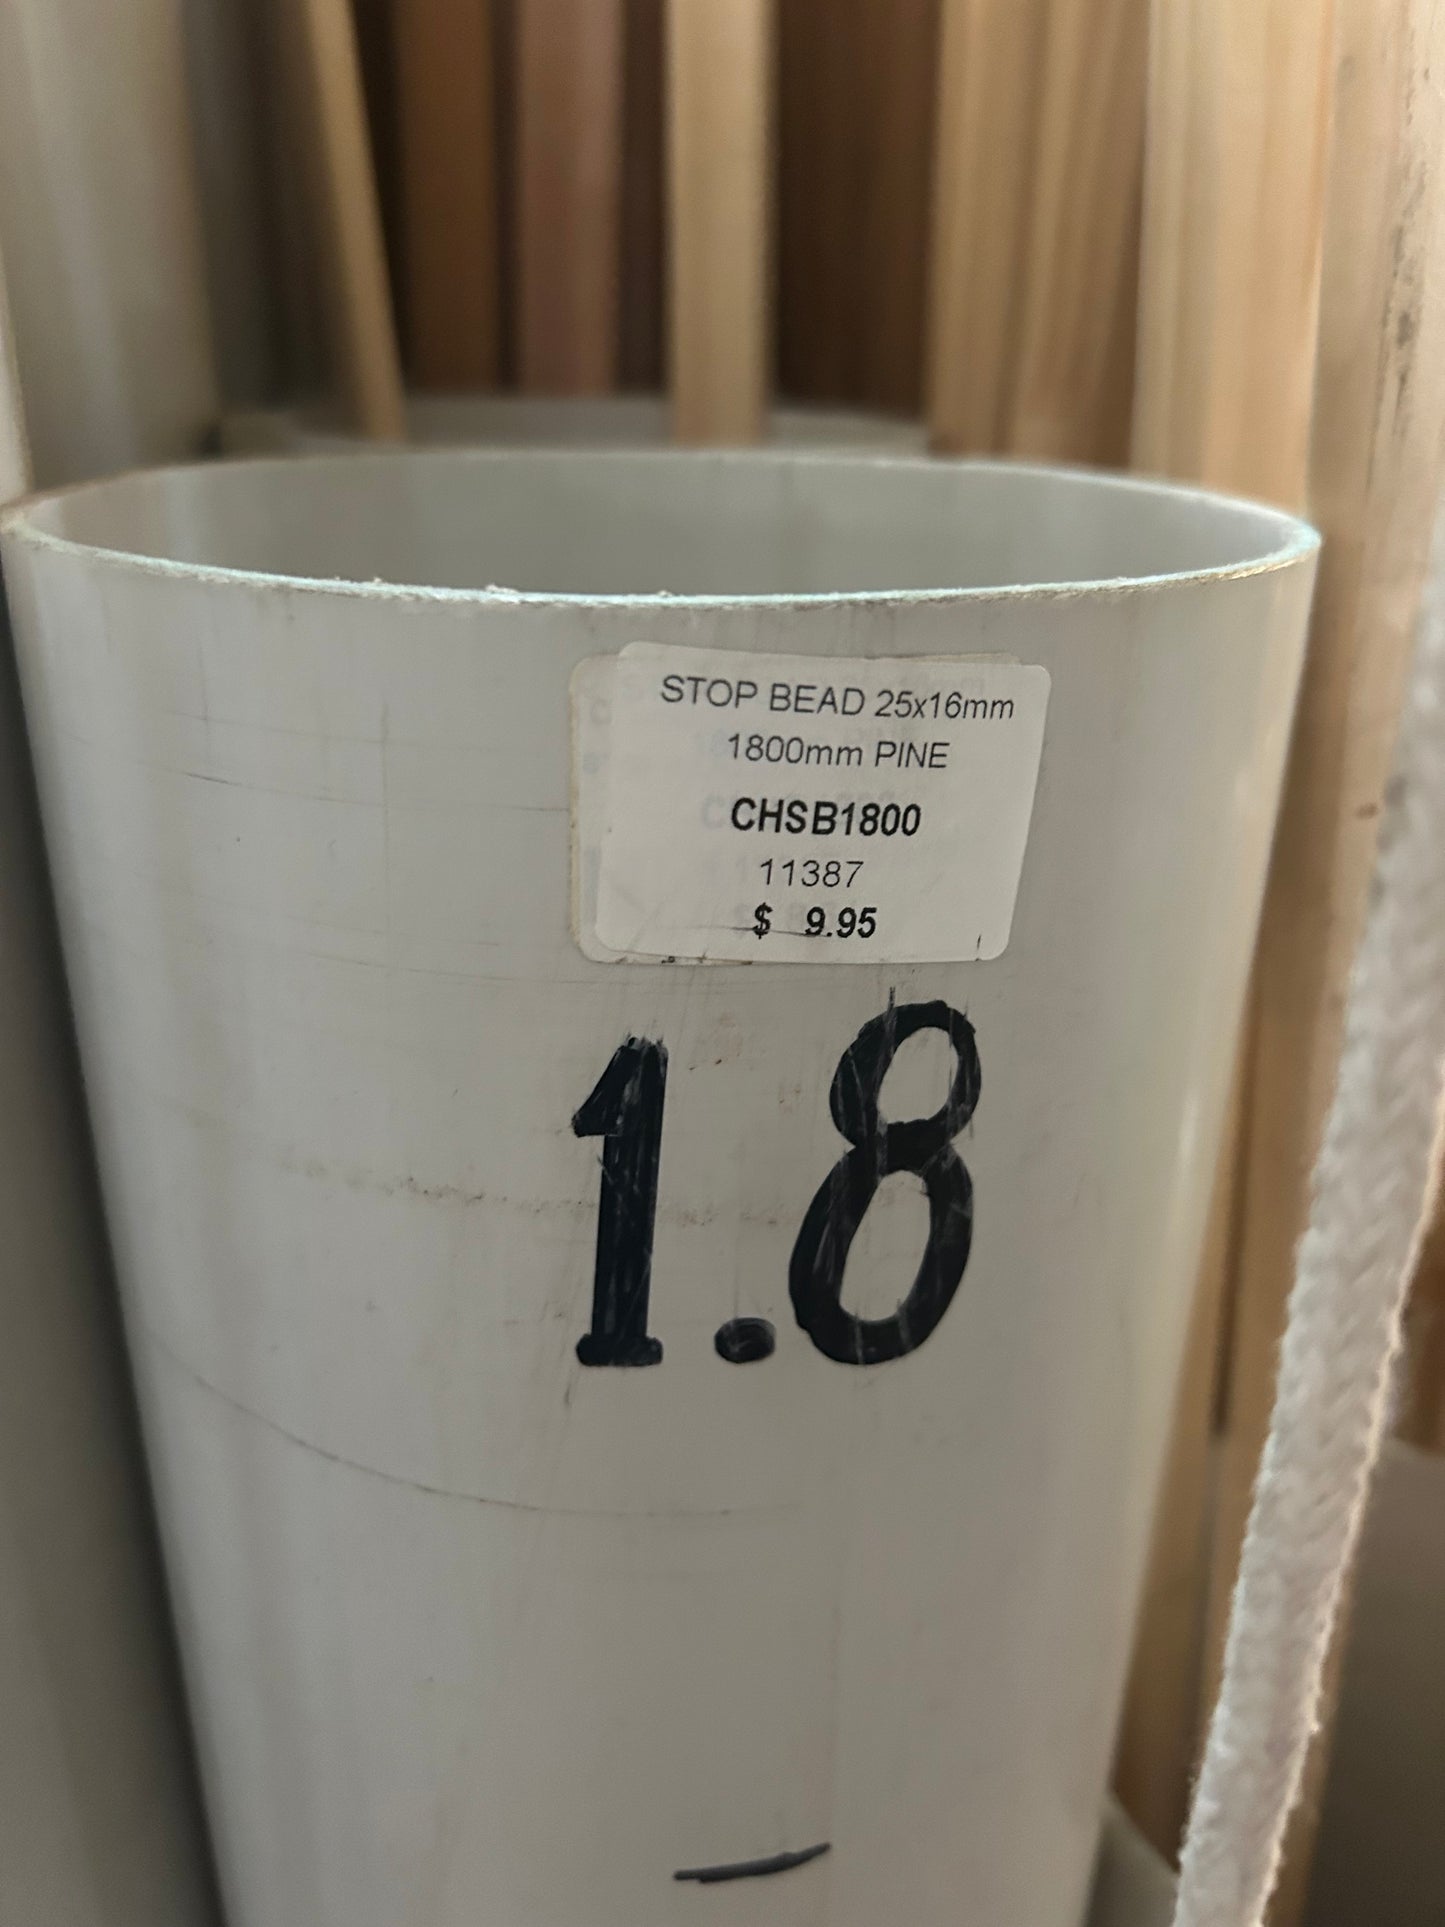 STOP BEAD 25x16mm
1800mm PINE
CHSB1800
11387
$ 9.95
1.8